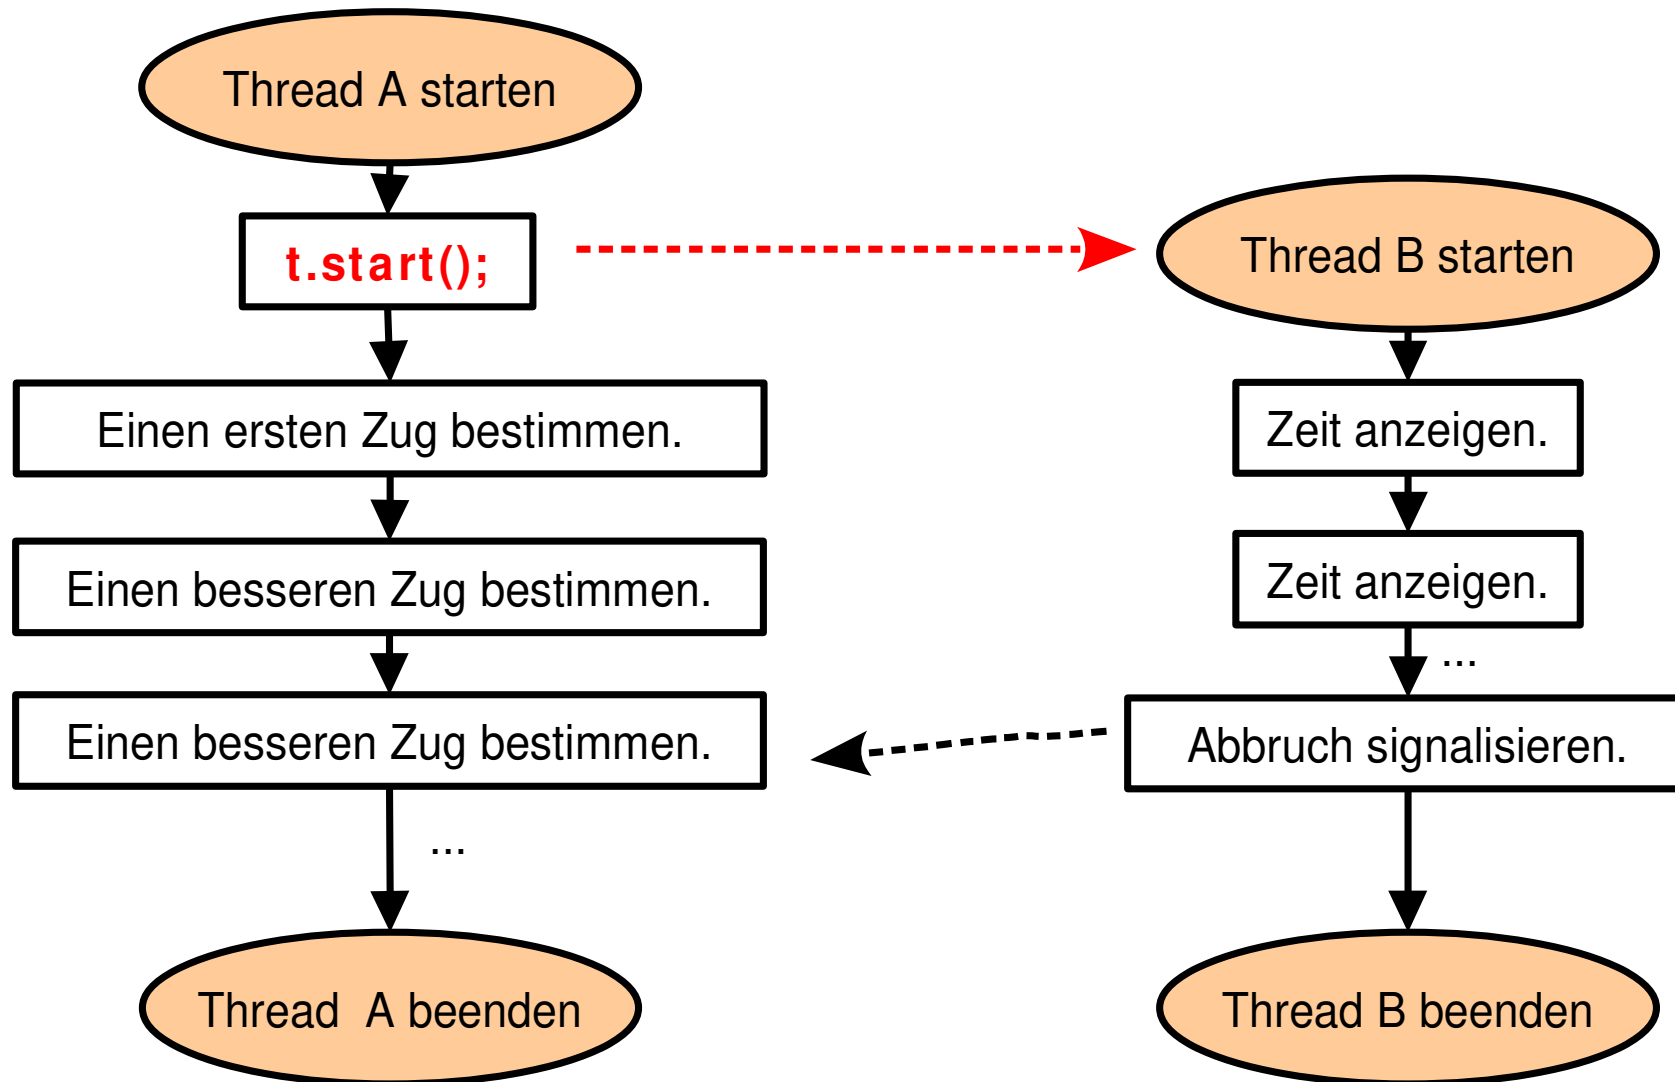 Thread A starten
t.start();
Thread B starten
Einen ersten Zug bestimmen.
Zeit anzeigen.
Einen besseren Zug bestimmen.
Zeit anzeigen.
...
Einen besseren Zug bestimmen.
Abbruch signalisieren.
...
Thread A beenden
Thread B beenden